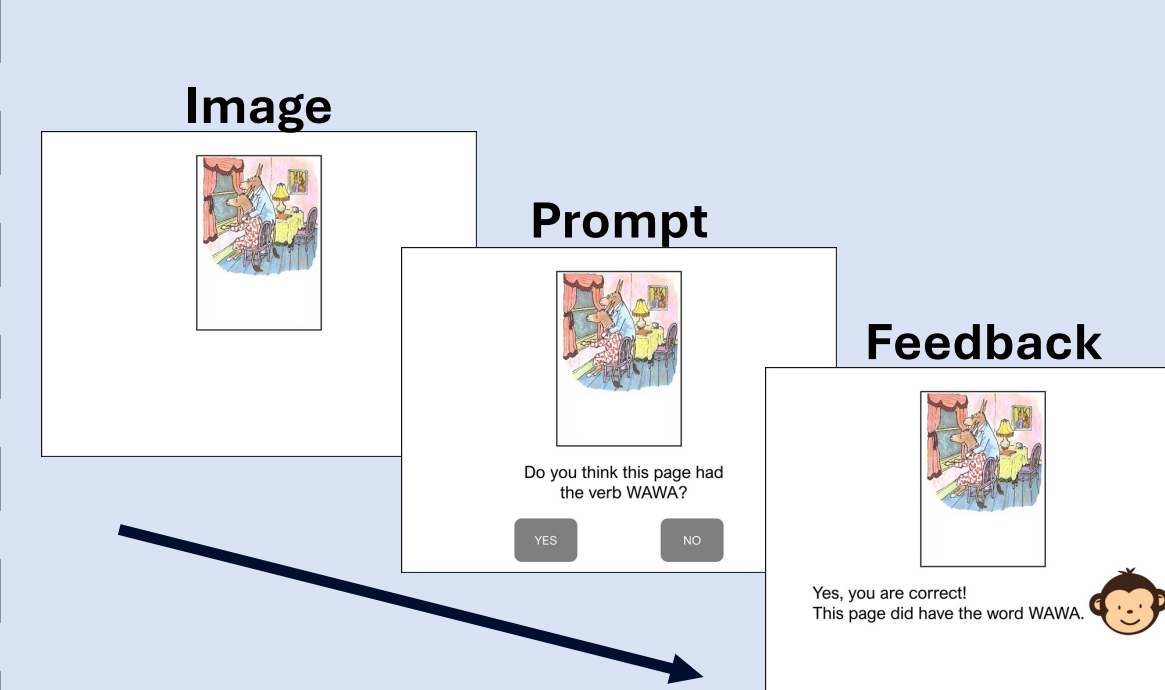 Image
Prompt
Do you think this page had
the verb WAWA?
YES
NO
Feedback
Yes, you are correct!
This page did have the word WAWA.